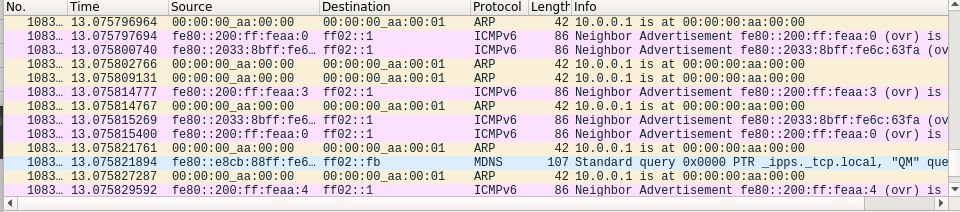 No. Time Source Destination Protocol Length Info
1083… 13.075796964 00:00:00_aa:00:00 00:00:00_aa:00:01 ARP 42 10.0.0.1 is at 00:00:00:aa:00:00
1083… 13.075797694 fe80::200:ff:feaa:0 ff02::1 ICMPv6 86 Neighbor Advertisement fe80::200:ff:feaa:0 (ovr) is
1083… 13.075800740 fe80::2033:8bff:fe6… ff02::1 ICMPv6 86 Neighbor Advertisement fe80::2033:8bff:fe6c:63fa (ov
1083… 13.075802766 00:00:00_aa:00:00 00:00:00_aa:00:01 ARP 42 10.0.0.1 is at 00:00:00:aa:00:00
1083… 13.075809131 00:00:00_aa:00:00 00:00:00_aa:00:01 ARP 42 10.0.0.1 is at 00:00:00:aa:00:00
1083… 13.075814777 fe80::200:ff:feaa:3 ff02::1 ICMPv6 86 Neighbor Advertisement fe80::200:ff:feaa:3 (ovr) is
1083… 13.075814767 00:00:00_aa:00:00 00:00:00_aa:00:01 ARP 42 10.0.0.1 is at 00:00:00:aa:00:00
1083… 13.075815269 fe80::2033:8bff:fe6… ff02::1 ICMPv6 86 Neighbor Advertisement fe80::2033:8bff:fe6c:63fa (ov
1083… 13.075815400 fe80::200:ff:feaa:0 ff02::1 ICMPv6 86 Neighbor Advertisement fe80::200:ff:feaa:0 (ovr) is
1083… 13.075821761 00:00:00_aa:00:00 00:00:00_aa:00:01 ARP 42 10.0.0.1 is at 00:00:00:aa:00:00
1083… 13.075821894 fe80::e8cb:88ff:fe6… ff02::fb MDNS 107 Standard query 0x0000 PTR _ipps._tcp.local, "QM" que
1083… 13.075827287 00:00:00_aa:00:00 00:00:00_aa:00:01 ARP 42 10.0.0.1 is at 00:00:00:aa:00:00
1083… 13.075829592 fe80::200:ff:feaa:4 ff02::1 ICMPv6 86 Neighbor Advertisement fe80::200:ff:feaa:4 (ovr) is